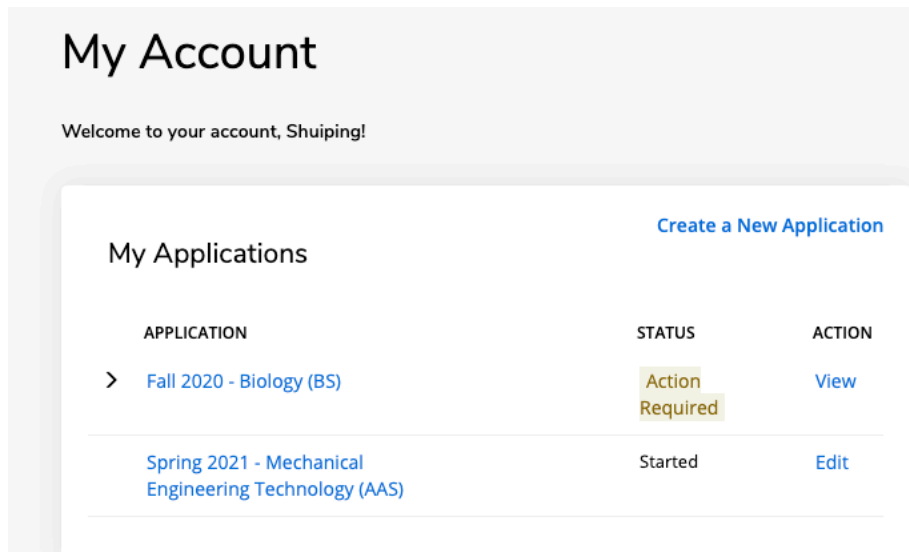 My Account
Welcome to your account, Shuiping!
Create a New Application
My Applications
APPLICATION STATUS ACTION
Fall 2020 - Biology (BS) Action View
Required
Spring 2021 - Mechanical Started Edit
Engineering Technology (AAS)